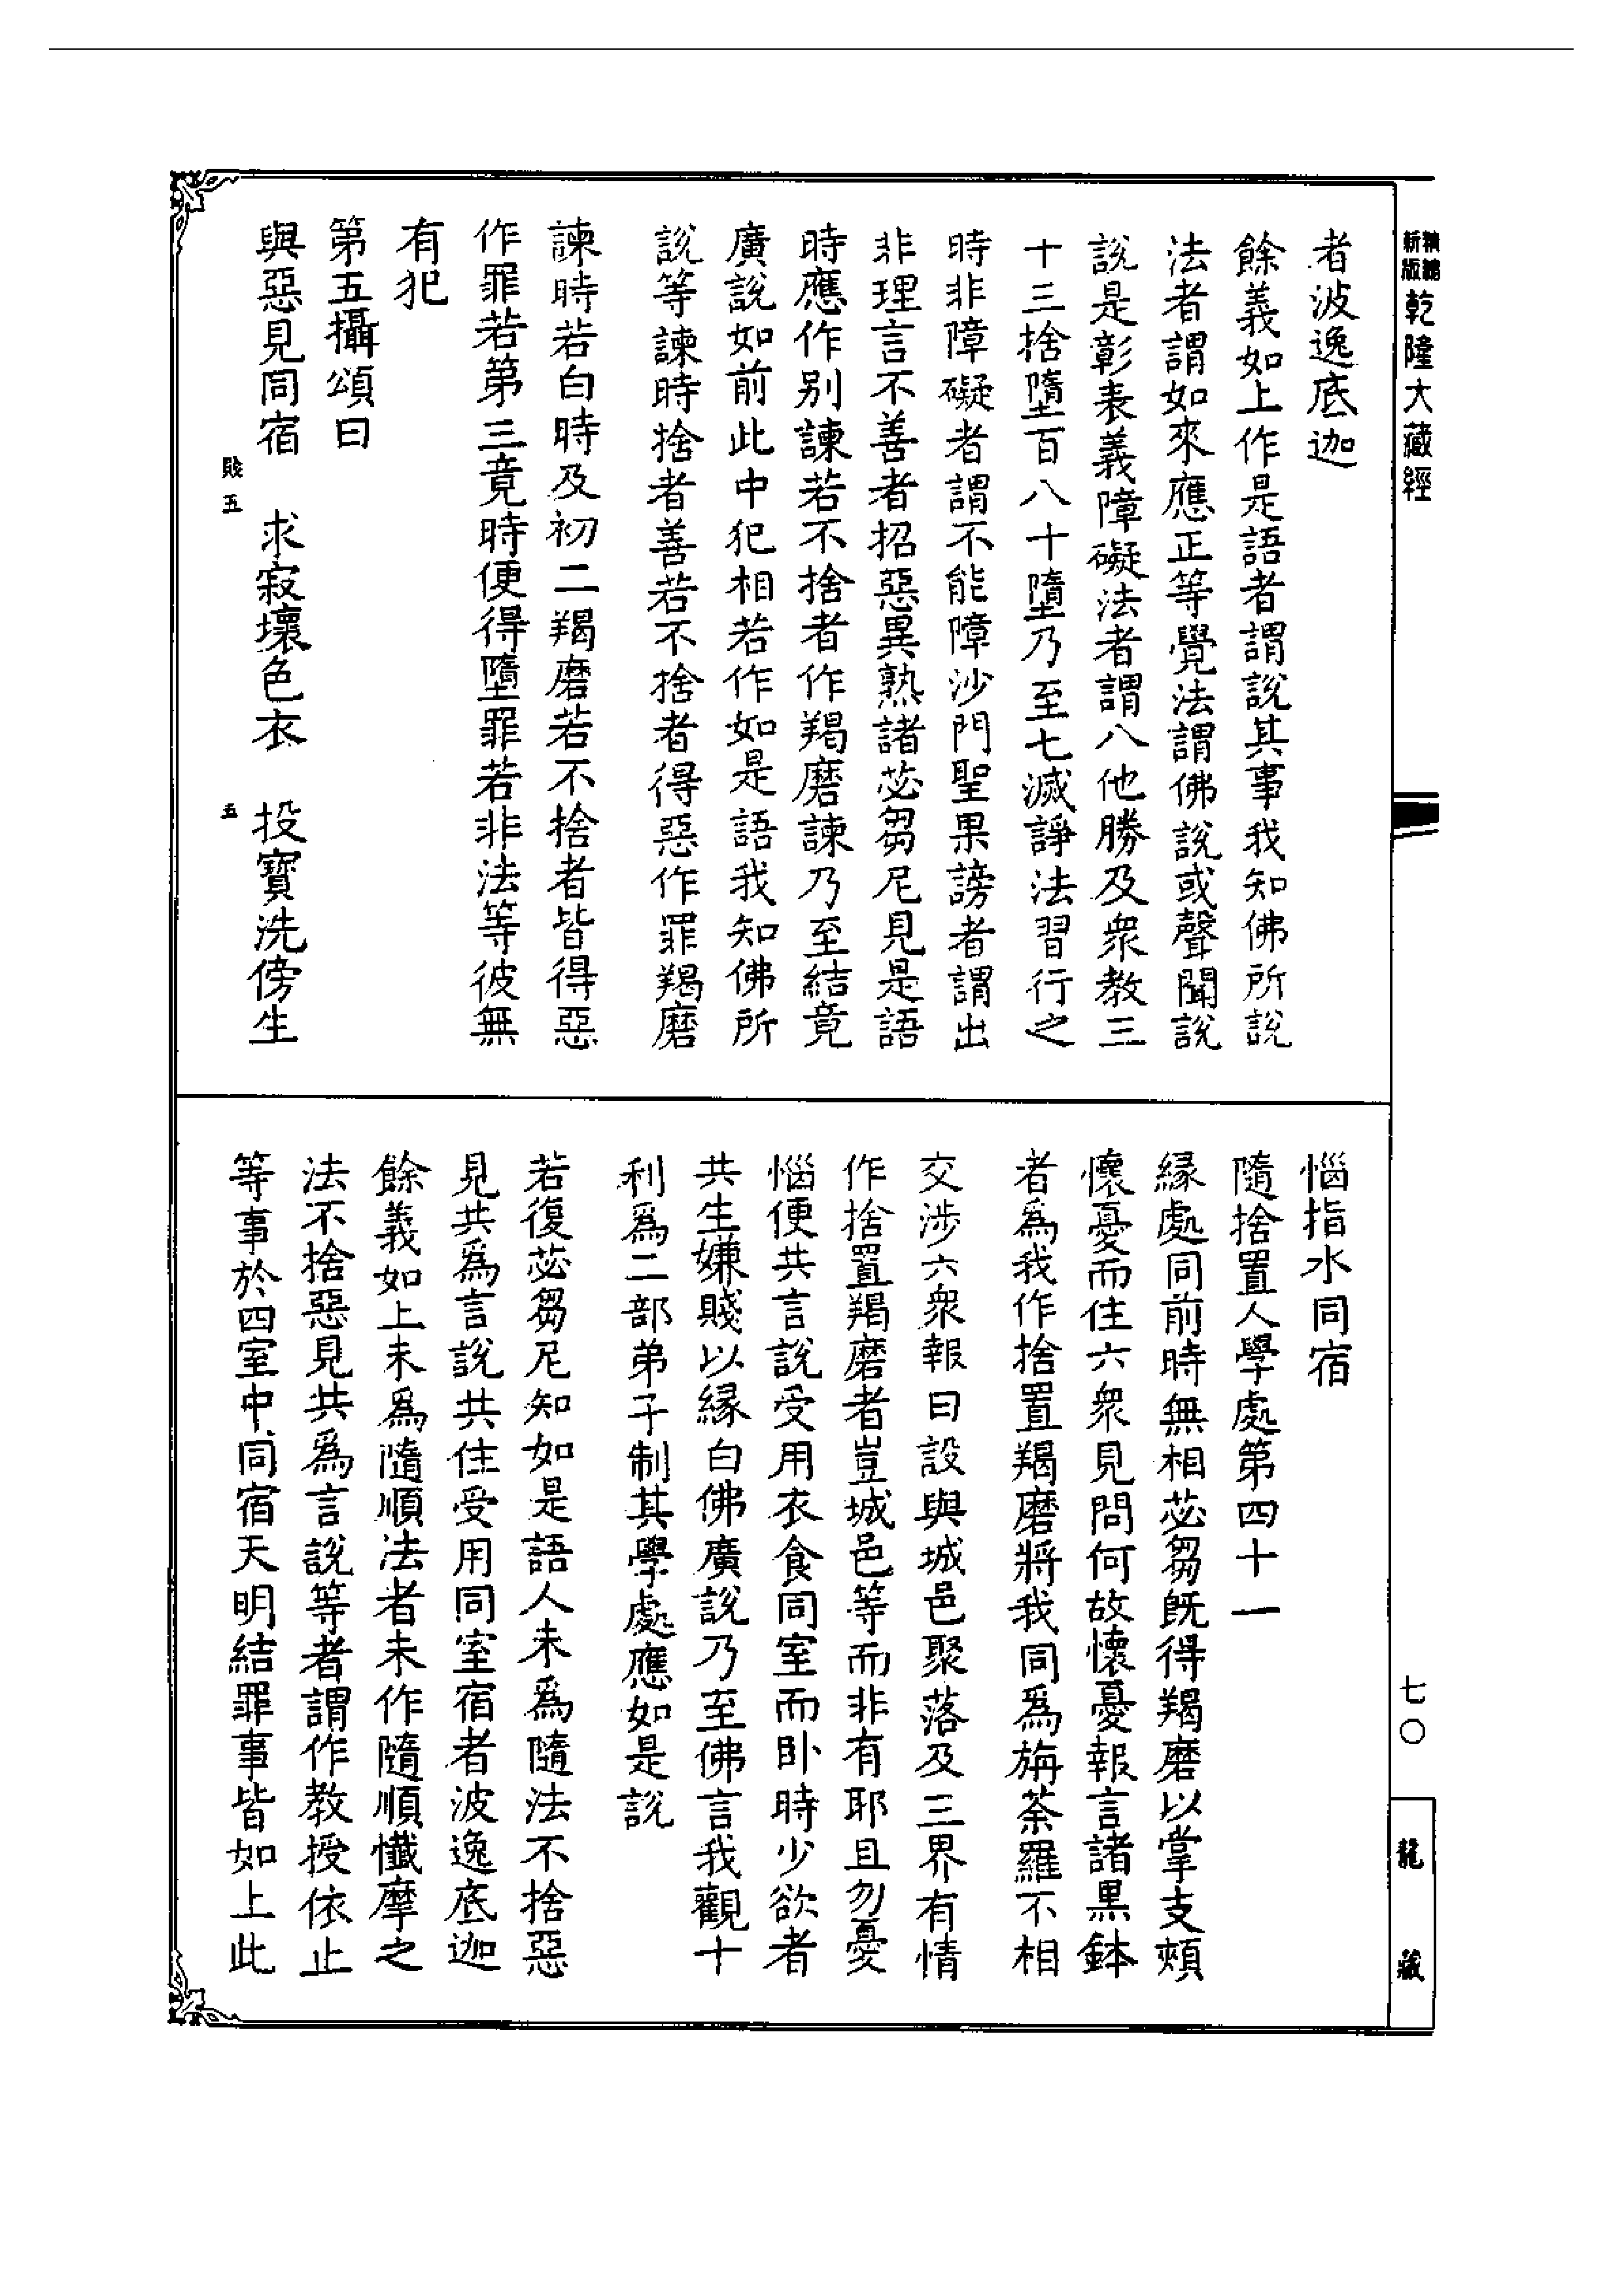 新版
精縮
乾隆大藏經
者波逸底迦
餘義如上作是語者謂說其事我知佛所說
法者謂如來應正等覺法謂佛說或聲聞說
說是彰表義障礙法者謂八他勝及衆教三
十三捨墮百八十墮乃至七滅諍法習行之
時非障礙者謂不能障沙門聖果謗者謂出
非理言不善者招惡異熟諸苾芻尼見是語
時應作別諫若不捨者作羯磨諫乃至結竟
廣說如前此中犯相若作如是語我知佛所
說等諫時捨者善若不捨者得惡作罪羯磨
諫時若白時及初二羯磨若不捨者皆得惡
作罪若第三竟時便得墮罪若非法等彼無
有犯
第五攝頌曰
與惡見同宿　求寂壞色衣　投寶洗傍生
賤五　五
惱指水同宿
隨捨置人學處第四十一
緣處同前時無相苾芻旣得羯磨以掌支頰
懷憂而住六衆見問何故懷憂報言諸黑鉢
者爲我作捨置羯磨將我同爲旃荼羅不相
交涉六衆報曰設與城邑聚落及三界有情
作捨置羯磨者豈城邑等而非有耶且勿憂
惱便共言說受用衣食同室而臥時少欲者
共生嫌賤以緣白佛廣說乃至佛言我觀十
利爲二部弟子制其學處應如是說
若復苾芻尼知如是語人未爲隨法不捨惡
見共爲言說共住受用同室宿者波逸底迦
餘義如上未爲隨順法者未作隨順懺摩之
法不捨惡見共爲言說等者謂作教授依止
等事於四室中同宿天明結罪事皆如上此
七〇
龍藏